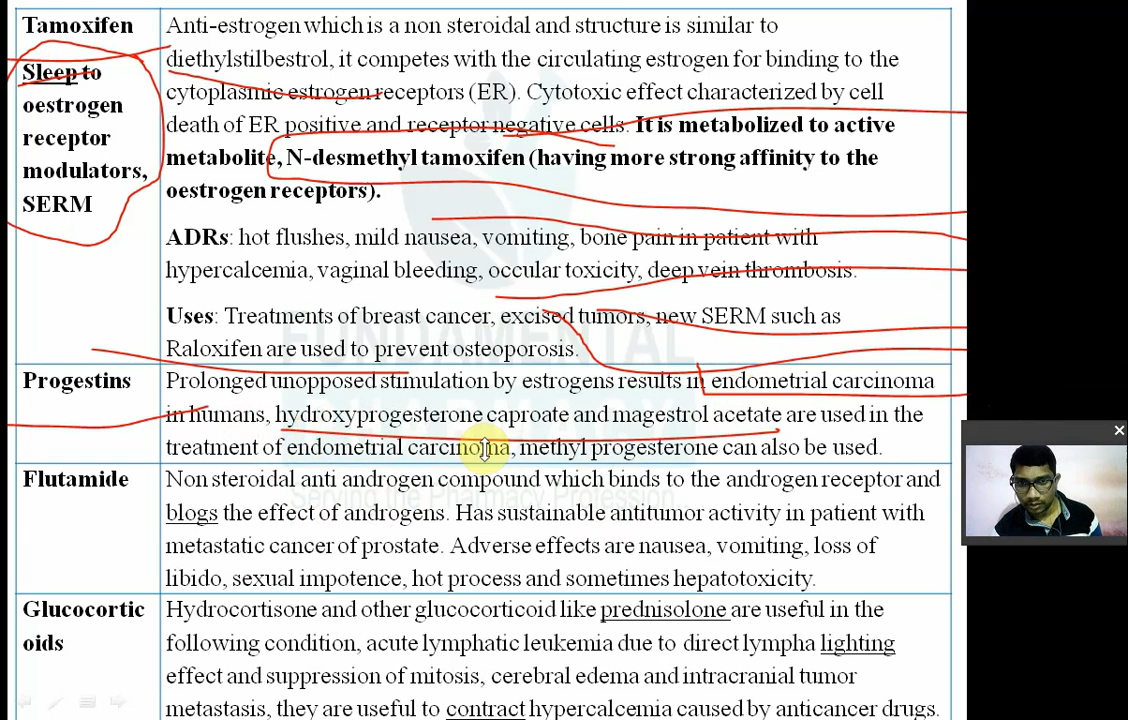 Tamoxifen
Sleep to
oestrogen
receptor
modulators,
SERM
Anti-estrogen which is a non steroidal and structure is similar to
diethylstilbestrol, it competes with the circulating estrogen for binding to the
cytoplasmic estrogen receptors (ER). Cytotoxic effect characterized by cell
death of ER positive and receptor negative cells. It is metabolized to active
metabolite, N-desmethyl tamoxifen (having more strong affinity to the
oestrogen receptors).
ADRs: hot flushes, mild nausea, vomiting, bone pain in patient with
hypercalcemia, vaginal bleeding, occular toxicity, deep vein thrombosis.
Uses: Treatments of breast cancer, excised tumors, new SERM such as
Raloxifen are used to prevent osteoporosis.
Progestins
Prolonged unopposed stimulation by estrogens results in endometrial carcinoma
in humans, hydroxyprogesterone caproate and magestrol acetate are used in the
treatment of endometrial carcinoma, methyl progesterone can also be used.
Flutamide
Non steroidal anti androgen compound which binds to the androgen receptor and
blogs the effect of androgens. Has sustainable antitumor activity in patient with
metastatic cancer of prostate. Adverse effects are nausea, vomiting, loss of
libido, sexual impotence, hot process and sometimes hepatotoxicity.
Glucocortic
oids
Hydrocortisone and other glucocorticoid like prednisolone are useful in the
following condition, acute lymphatic leukemia due to direct lympha lighting
effect and suppression of mitosis, cerebral edema and intracranial tumor
metastasis, they are useful to contract hypercalcemia caused by anticancer drugs.
FUNDAMENTAL
PHARMACY
Serving the Pharmacy Profession